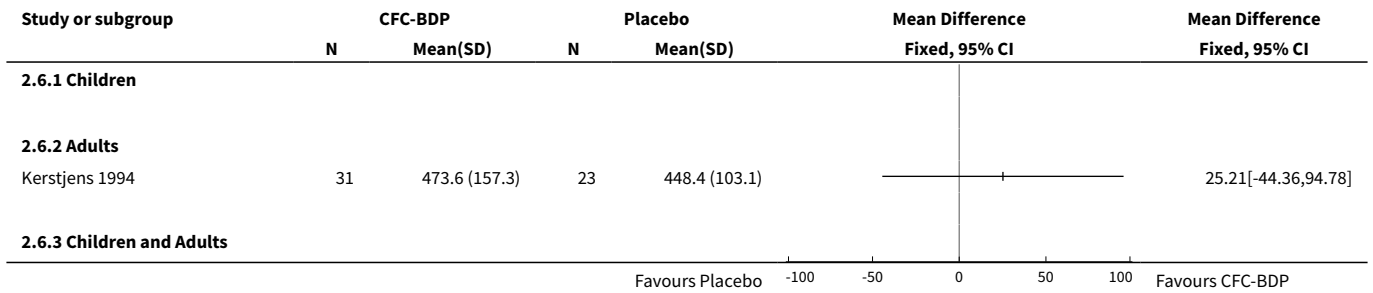 Study or subgroup CFC-BDP Placebo Mean Difference Mean Difference
N Mean(SD) N Mean(SD) Fixed, 95% CI Fixed, 95% CI
2.6.1 Children
2.6.2 Adults
Kerstjens 1994 31 473.6 (157.3) 23 448.4 (103.1) 25.21[-44.36,94.78]
2.6.3 Children and Adults
Favours Placebo -100 -50 0 50 100 Favours CFC-BDP